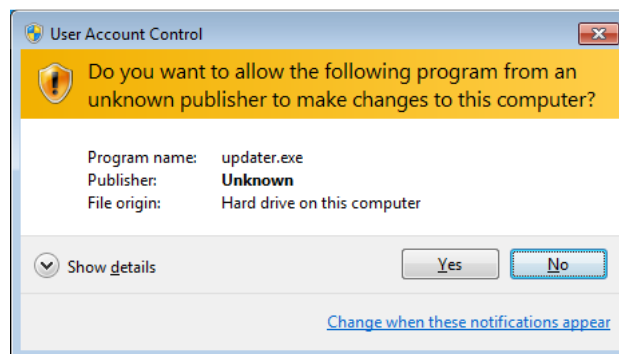 User Account Control
Do you want to allow the following program from an
unknown publisher to make changes to this computer?
Program name: updater.exe
Publisher: Unknown
File origin: Hard drive on this computer
Show details
Yes
No
Change when these notifications appear